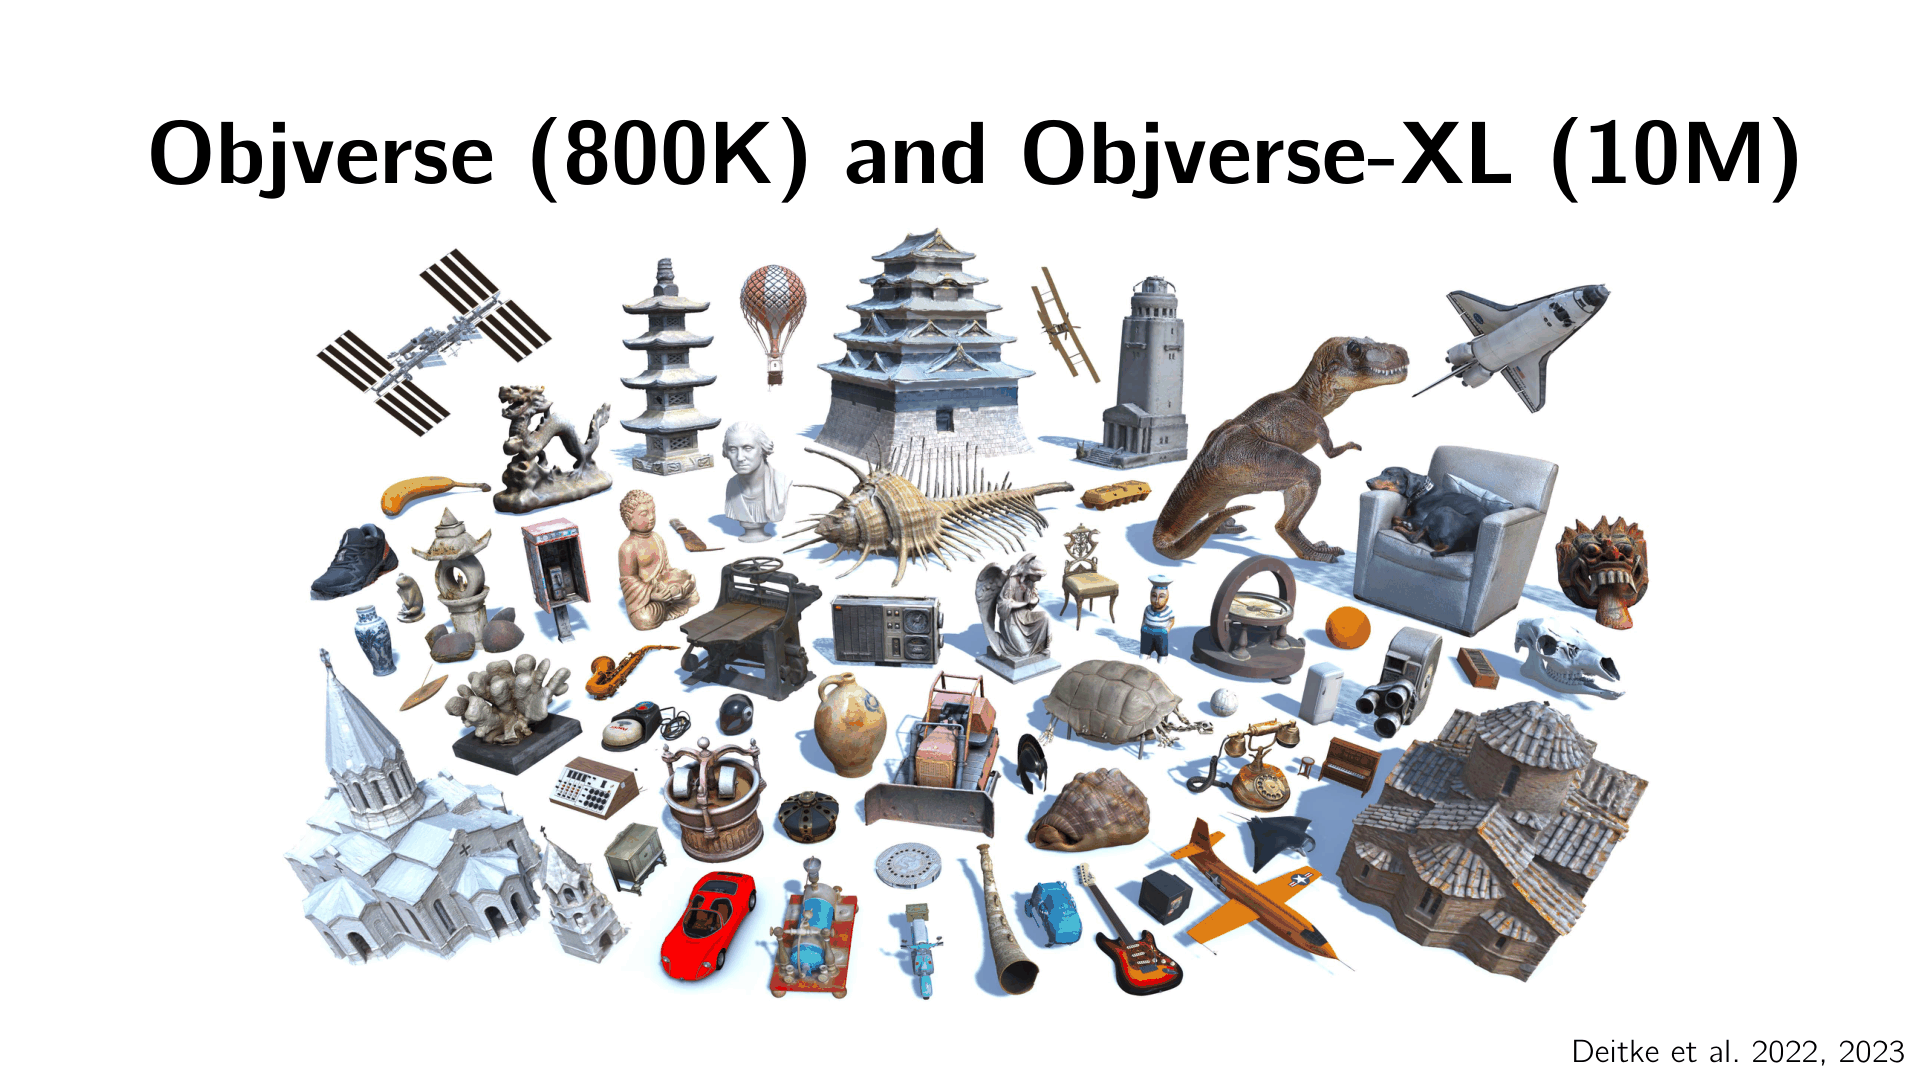 Objverse (800K) and Objverse-XL (10M)
Deitke et al. 2022, 2023